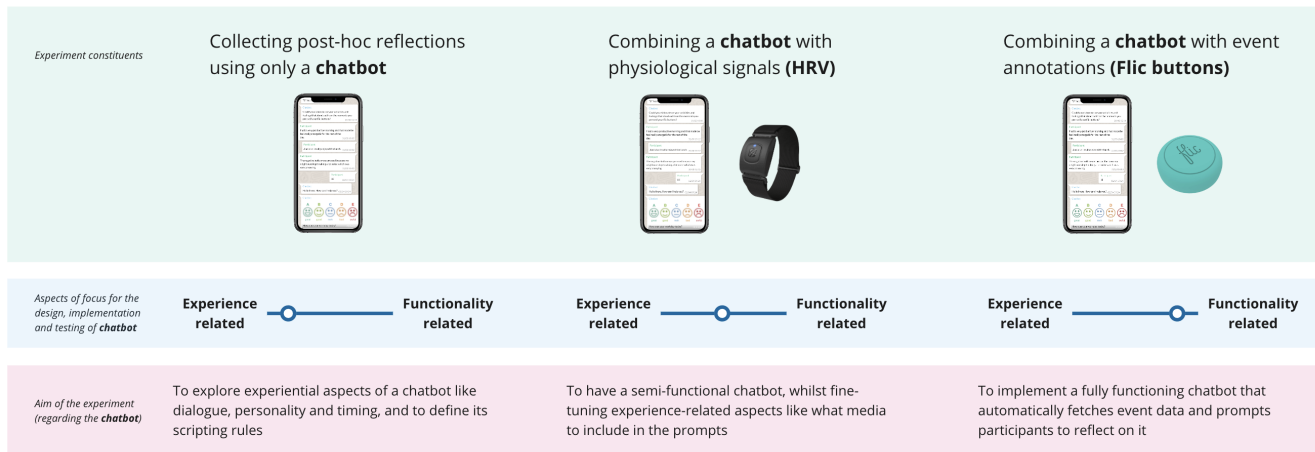 Experiment constituents
Collecting post-hoc reflections
using only a chatbot
Combining a chatbot with
physiological signals (HRV)
Combining a chatbot with event
annotations (Flic buttons)
flic
Aspects of focus for the
design, implementation
and testing of chatbot
Experience
related
Functionality
related
Experience
related
Functionality
related
Experience
related
Functionality
related
Aim of the experiment
(regarding the chatbot)
To explore experiential aspects of a chatbot like
dialogue, personality and timing, and to define its
scripting rules
To have a semi-functional chatbot, whilst fine-
tuning experience-related aspects like what media
to include in the prompts
To implement a fully functioning chatbot that
automatically fetches event data and prompts
participants to reflect on it